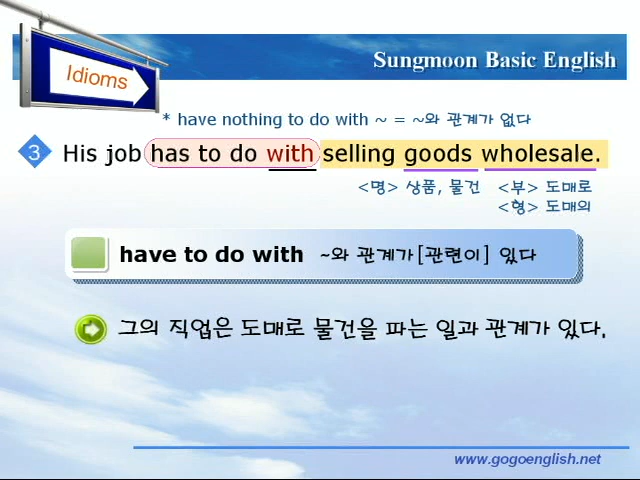 Sungmoon Basic English
Idioms
* have nothing to do with ~ = ~와 관계가 없다
3 His job has to do with selling goods wholesale.
<명> 상품, 물건 <부> 도매로
<형> 도매의
have to do with ~와 관계가[관련이] 있다
그의 직업은 도매로 물건을 파는 일과 관계가 있다.
www.gogoenglish.net